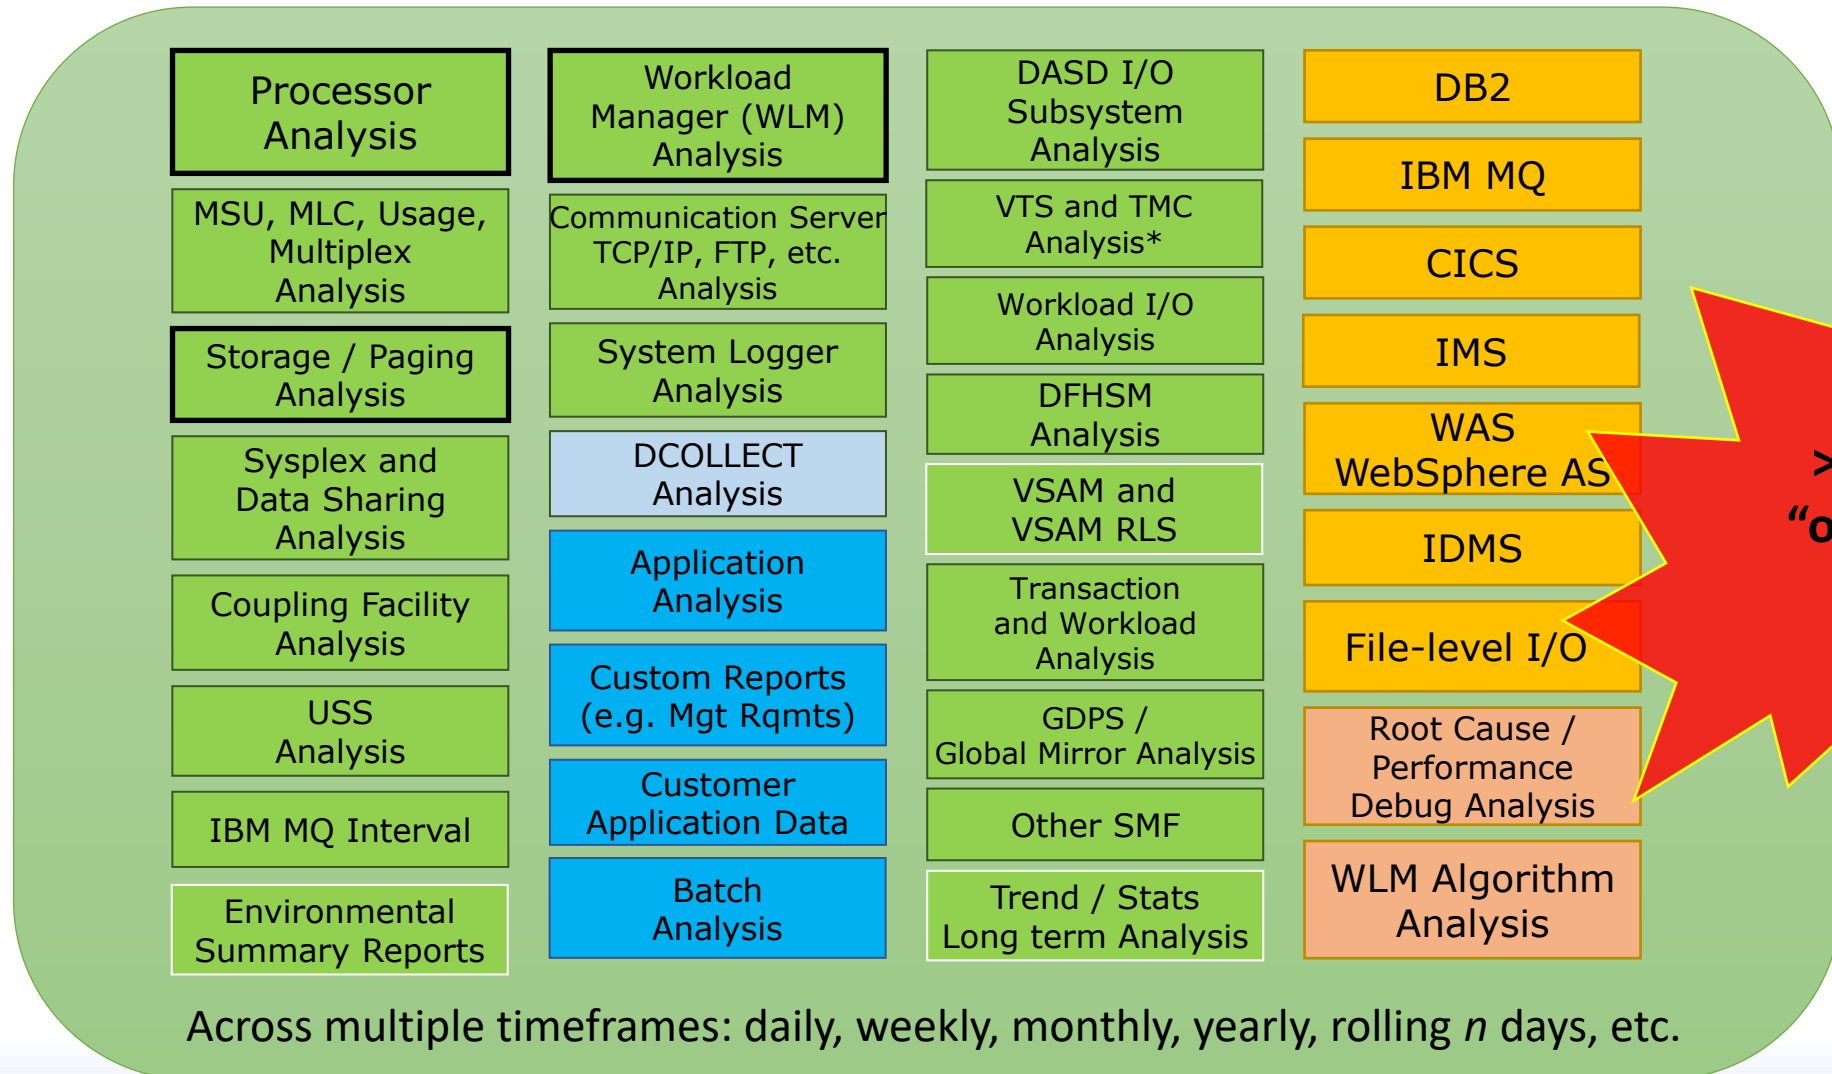 Processor
Analysis
MSU, MLC, Usage,
Multiplex
Analysis
Storage / Paging
Analysis
Sysplex and
Data Sharing
Analysis
Coupling Facility
Analysis
USS
Analysis
IBM MQ Interval
Environmental
Summary Reports
Workload
Manager (WLM)
Analysis
Communication Server
TCP/IP, FTP, etc.
Analysis
System Logger
Analysis
DCOLLECT
Analysis
Application
Analysis
Custom Reports
(e.g. Mgt Rqmts)
Customer
Application Data
Batch
Analysis
DASD I/O
Subsystem
Analysis
VTS and TMC
Analysis*
Workload I/O
Analysis
DFHSM
Analysis
VSAM and
VSAM RLS
Transaction
and Workload
Analysis
GDPS /
Global Mirror Analysis
Other SMF
Trend / Stats
Long term Analysis
DB2
IBM MQ
CICS
IMS
WAS
WebSphere AS
IDMS
File-level I/O
Root Cause /
Performance
Debug Analysis
WLM Algorithm
Analysis
>
Across multiple timeframes: daily, weekly, monthly, yearly, rolling n days, etc.